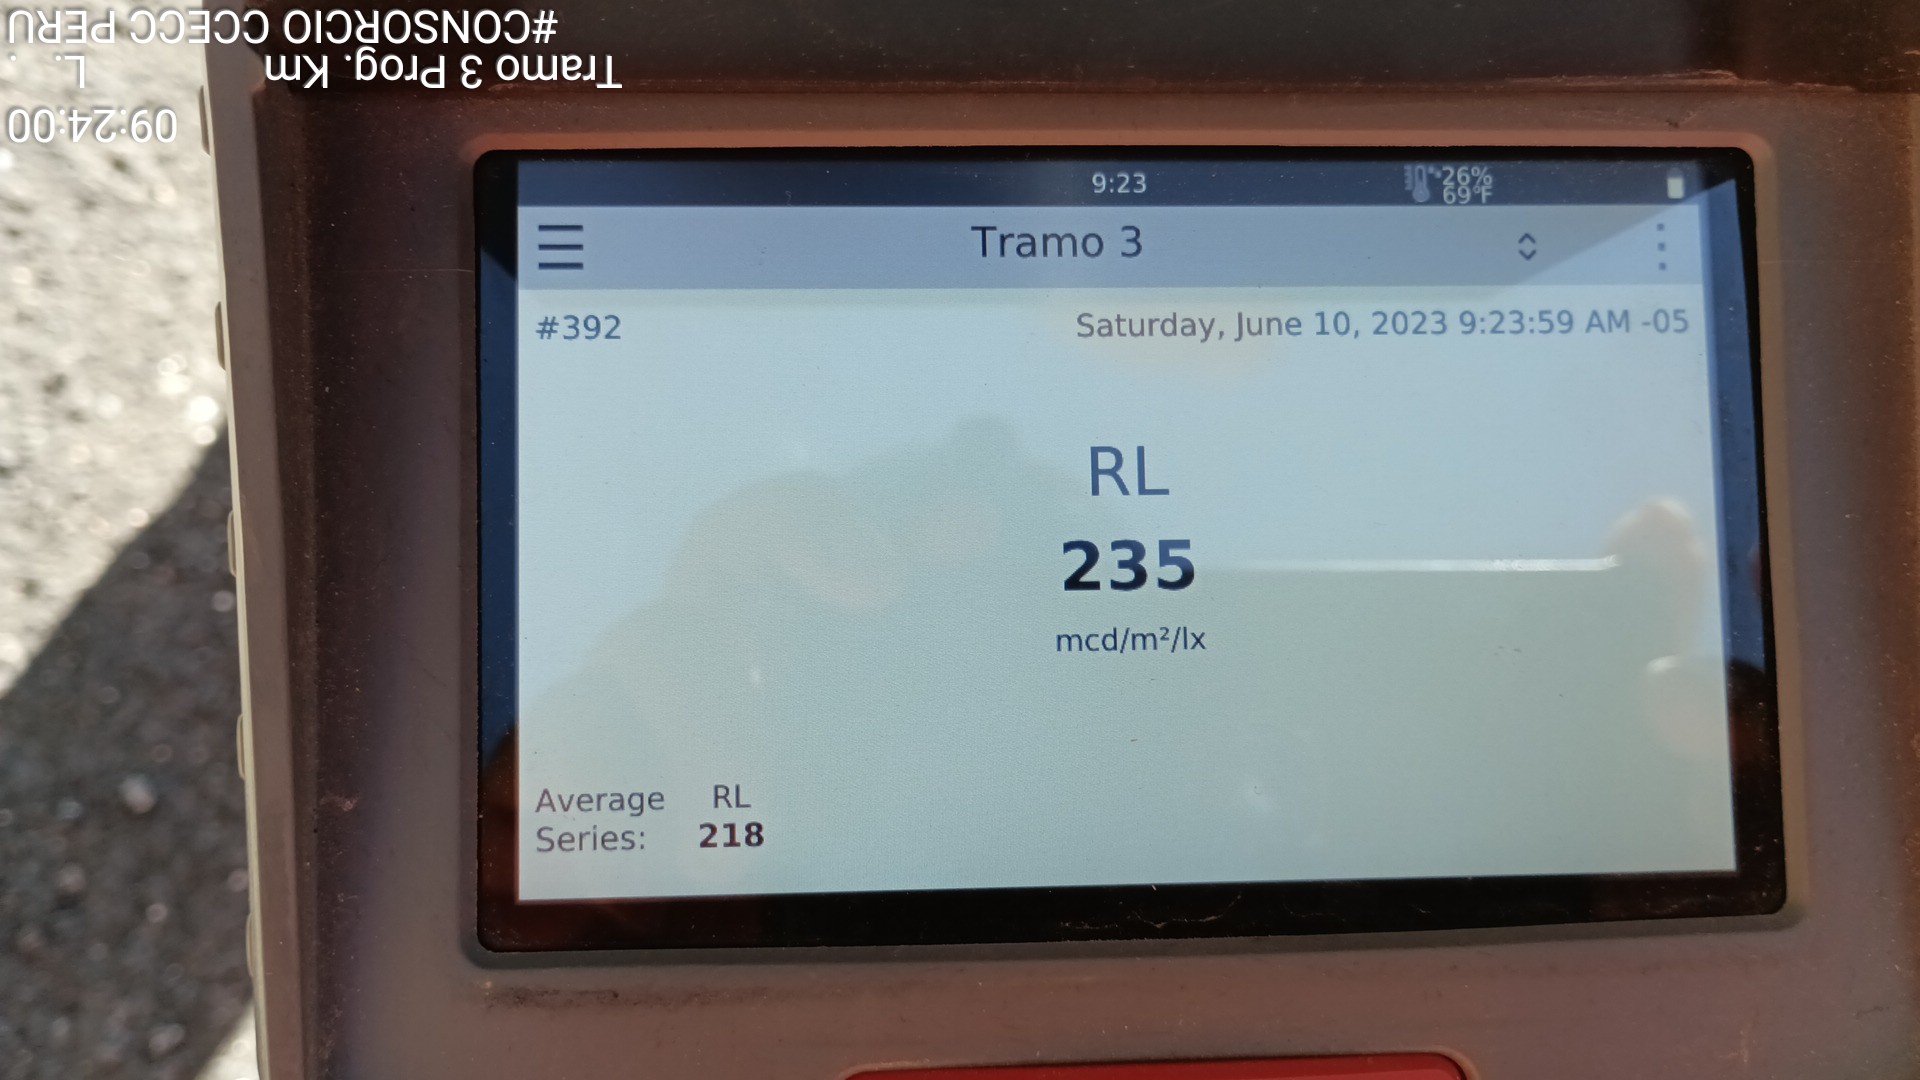 9:23
26%
69°F
Tramo 3
#392
Saturday, June 10, 2023 9:23:59 AM -05
RL
235
mcd/m²/lx
Average RL
Series: 218
09:24:00
Tramo 3 Prog. Km L. .
#CONSORCIO CCECC PERU